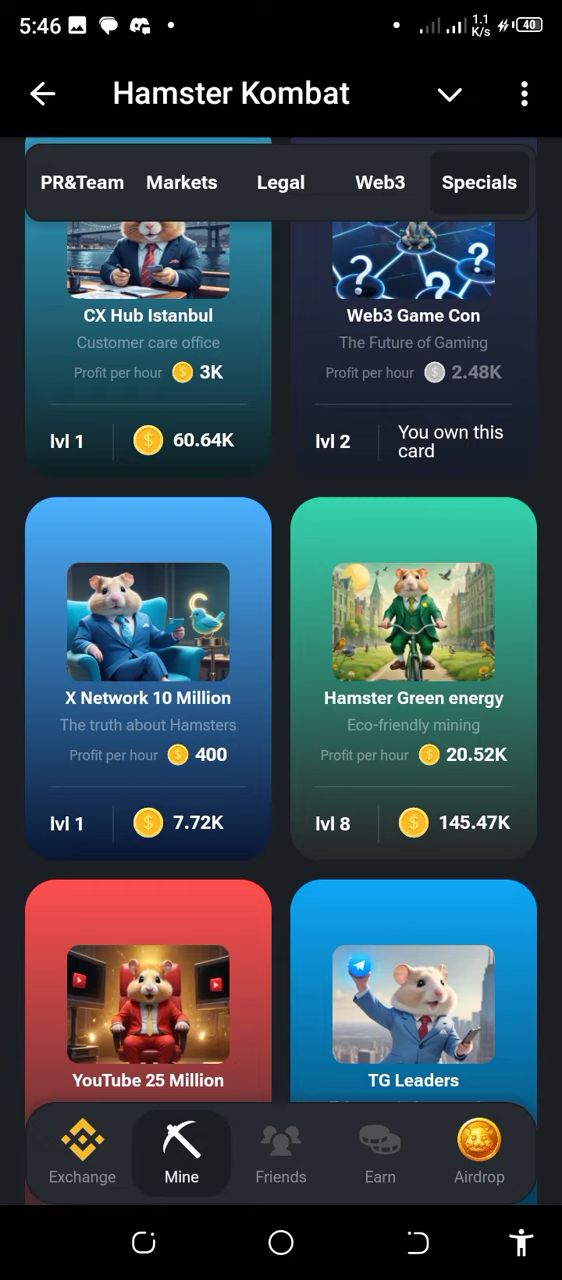 5:46
1.1
K/s
40
Hamster Kombat
PR&Team Markets Legal Web3 Specials
CX Hub Istanbul
Customer care office
Profit per hour 3K
lvl 1 60.64K
Web3 Game Con
The Future of Gaming
Profit per hour 2.48K
lvl 2 You own this
card
X Network 10 Million
The truth about Hamsters
Profit per hour 400
lvl 1 7.72K
Hamster Green energy
Eco-friendly mining
Profit per hour 20.52K
lvl 8 145.47K
YouTube 25 Million
TG Leaders
Exchange Mine Friends Earn Airdrop